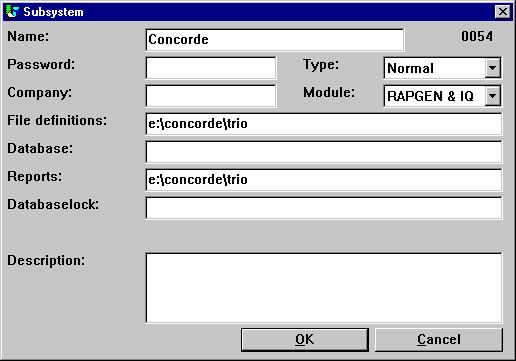 Subsystem
Name: Concorde 0054
Password: Type: Normal
Company: Module: RAPGEN & IQ
File definitions: e:\concorde\trio
Database:
Reports: e:\concorde\trio
Databaselock:
Description:
OK Cancel